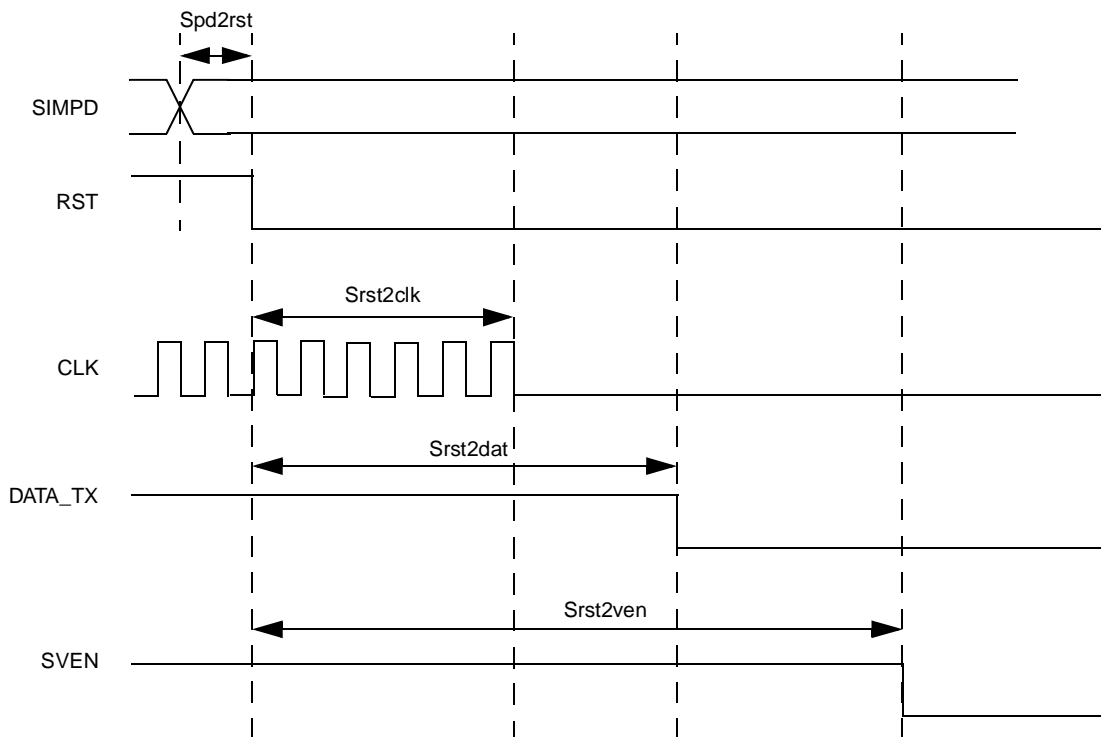 Spd2rst
SIMPD
RST
Srst2clk
CLK
Srst2dat
DATA_TX
Srst2ven
SVEN